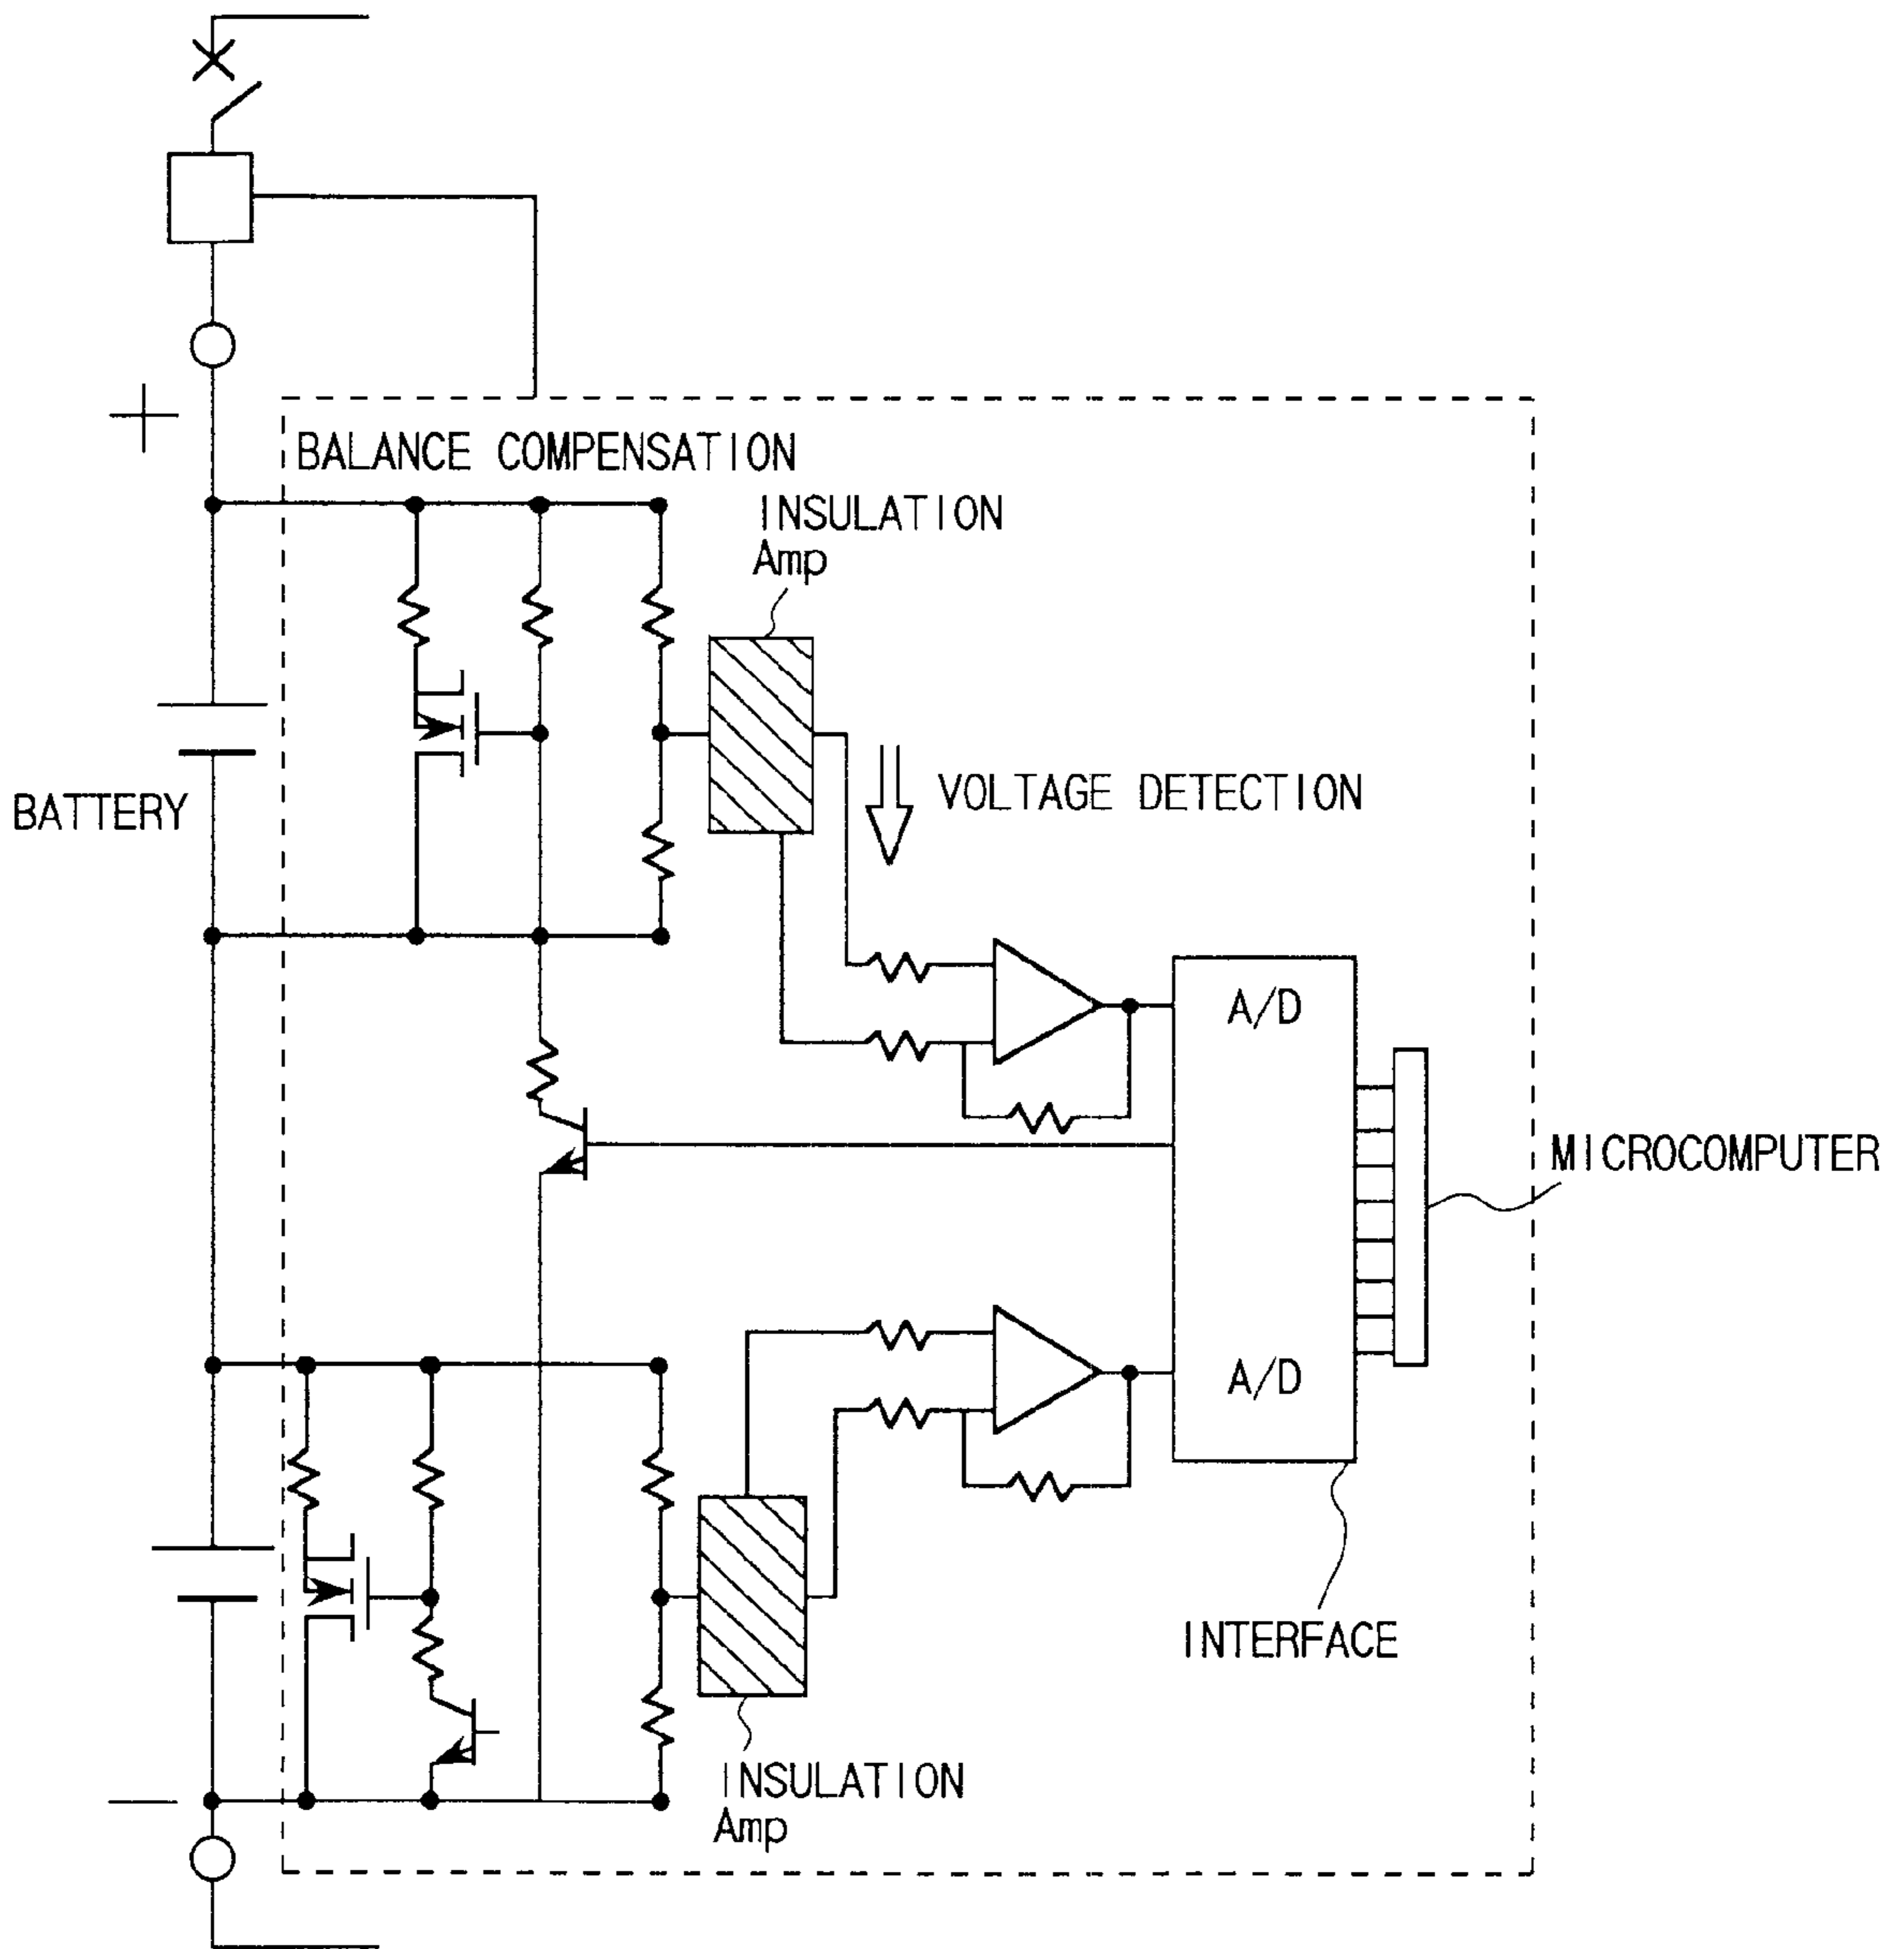 BALANCE COMPENSATION
INSULATION
Amp
BATTERY
VOLTAGE DETECTION
A/D
MICROCOMPUTER
A/D
INTERFACE
INSULATION
Amp